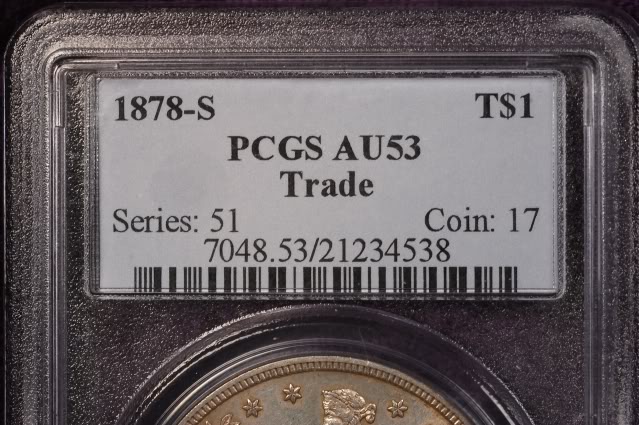 1878-S T$1
PCGS AU53
Trade
Series: 51 Coin: 17
7048.53/21234538